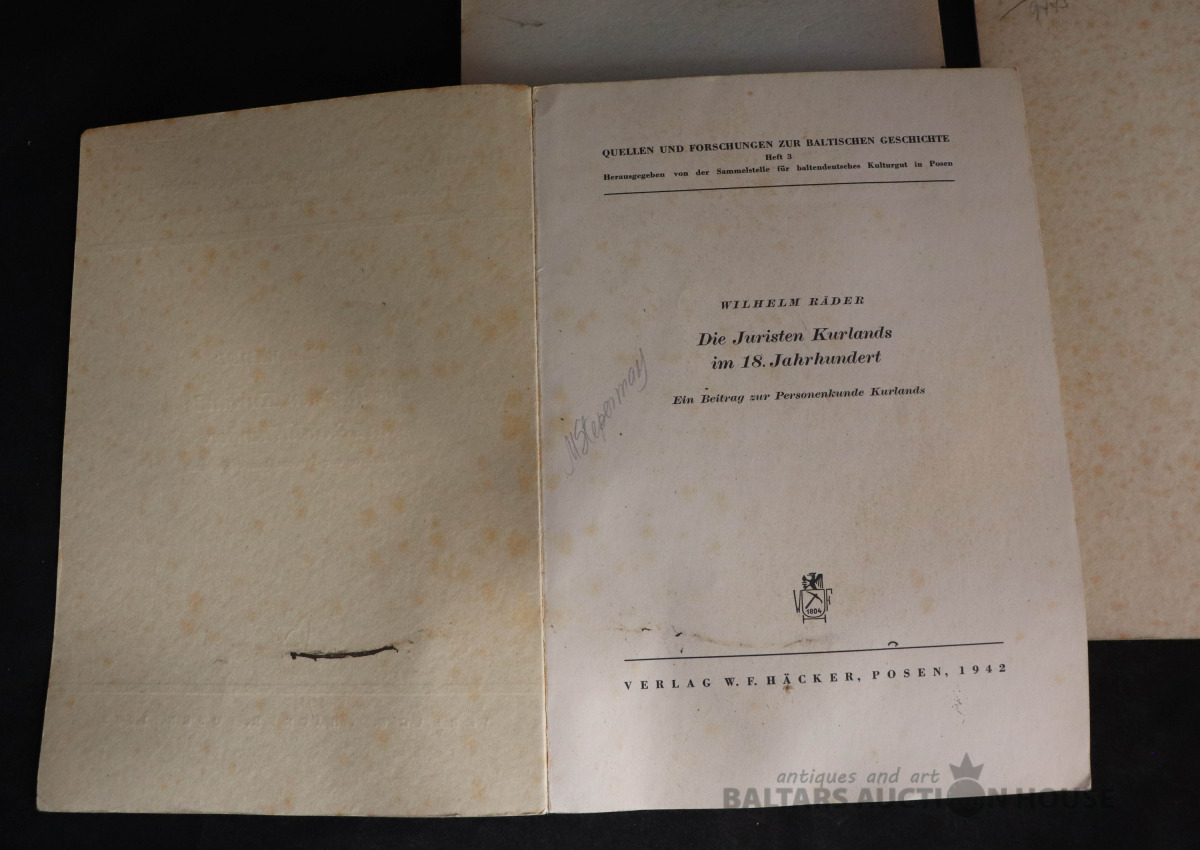 QUELLEN UND FORSCHUNGEN ZUR BALTISCHEN GESCHICHTE
Heft 3
Herausgegeben von der Sammelstelle für baltendeutsches Kulturgut in Posen
WILHELM RÄDER
Die Juristen Kurlands
im 18. Jahrhundert
Ein Beitrag zur Personenkunde Kurlands
MStepermaņ
1804
VERLAG W. F. HÄCKER, POSEN, 1942
antiques and art
BALTARS AUCTION HOUSE